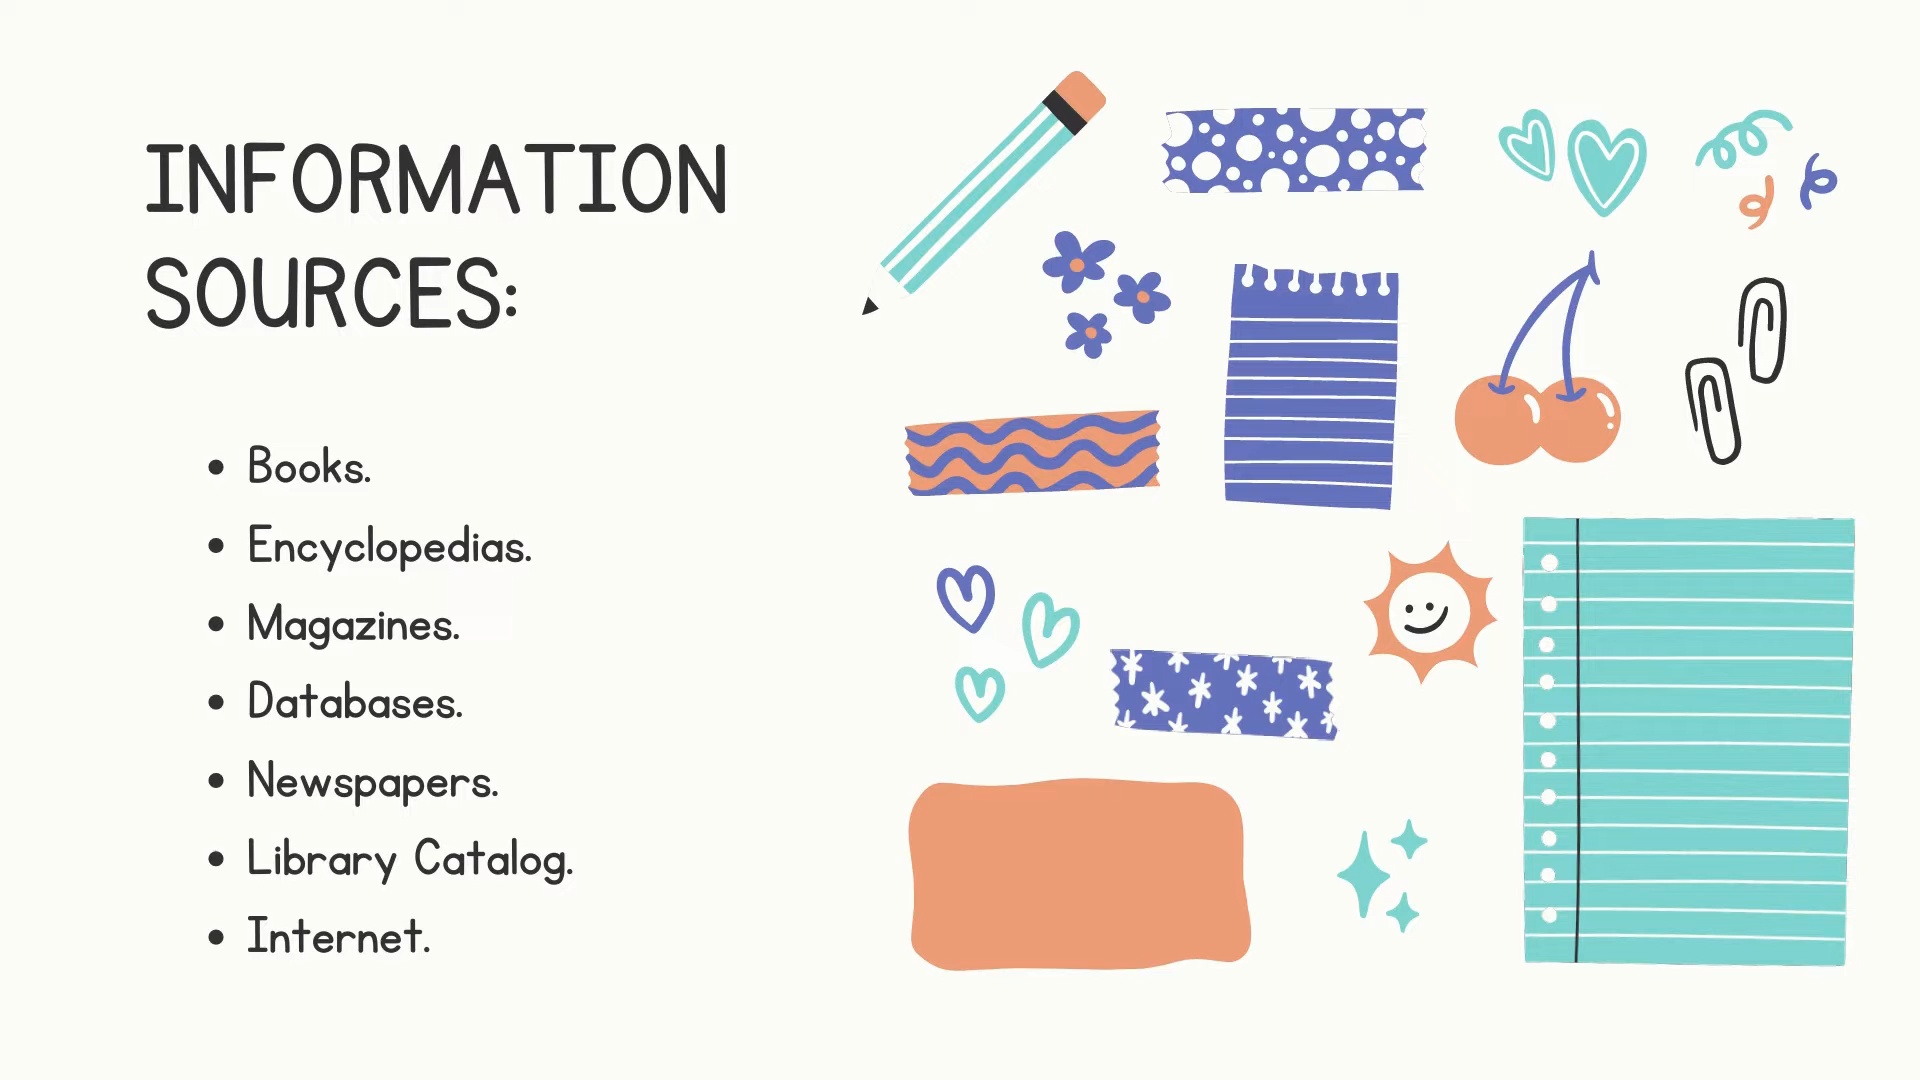 INFORMATION
SOURCES:
• Books.
• Encyclopedias.
• Magazines.
• Databases.
• Newspapers.
• Library Catalog.
• Internet.